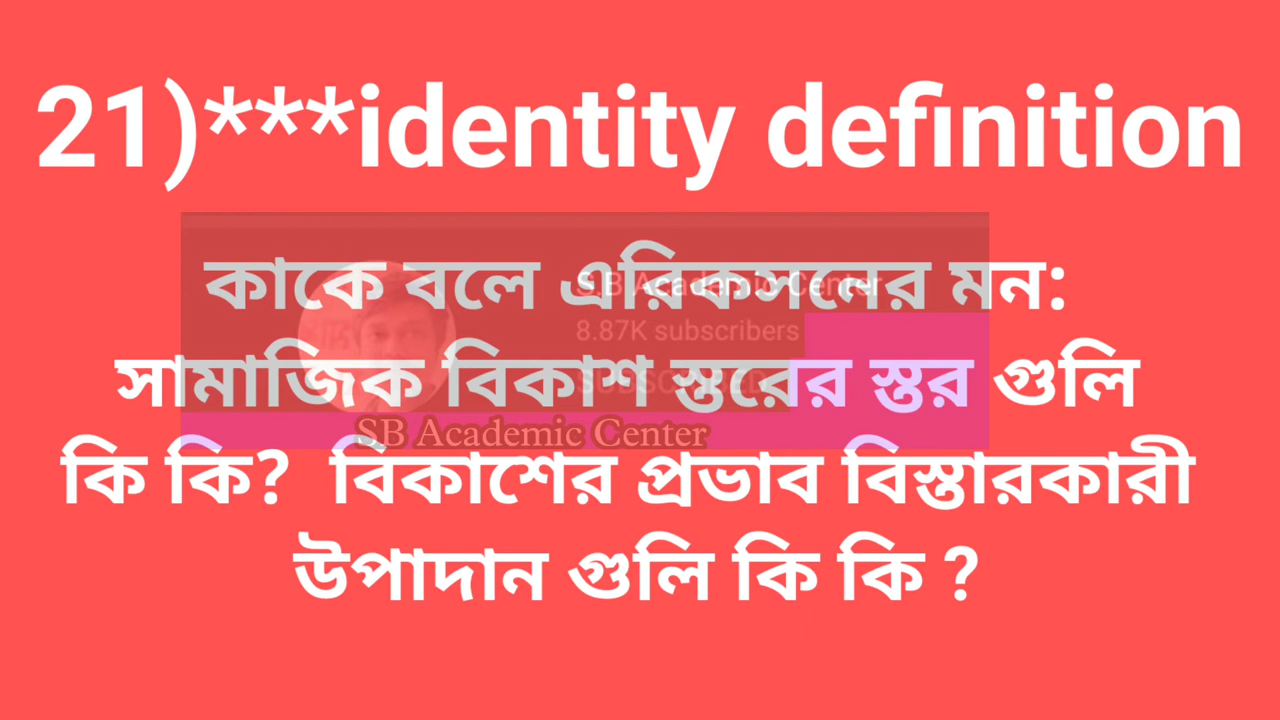 21)***identity definition
কাকে বলে এরিকসনের মন:
SB Academic Center
8.87K subscribers
সামাজিক বিকাশ স্তরের স্তর গুলি
SUBSCRIBED
SB Academic Center
কি কি? বিকাশের প্রভাব বিস্তারকারী
উপাদান গুলি কি কি ?